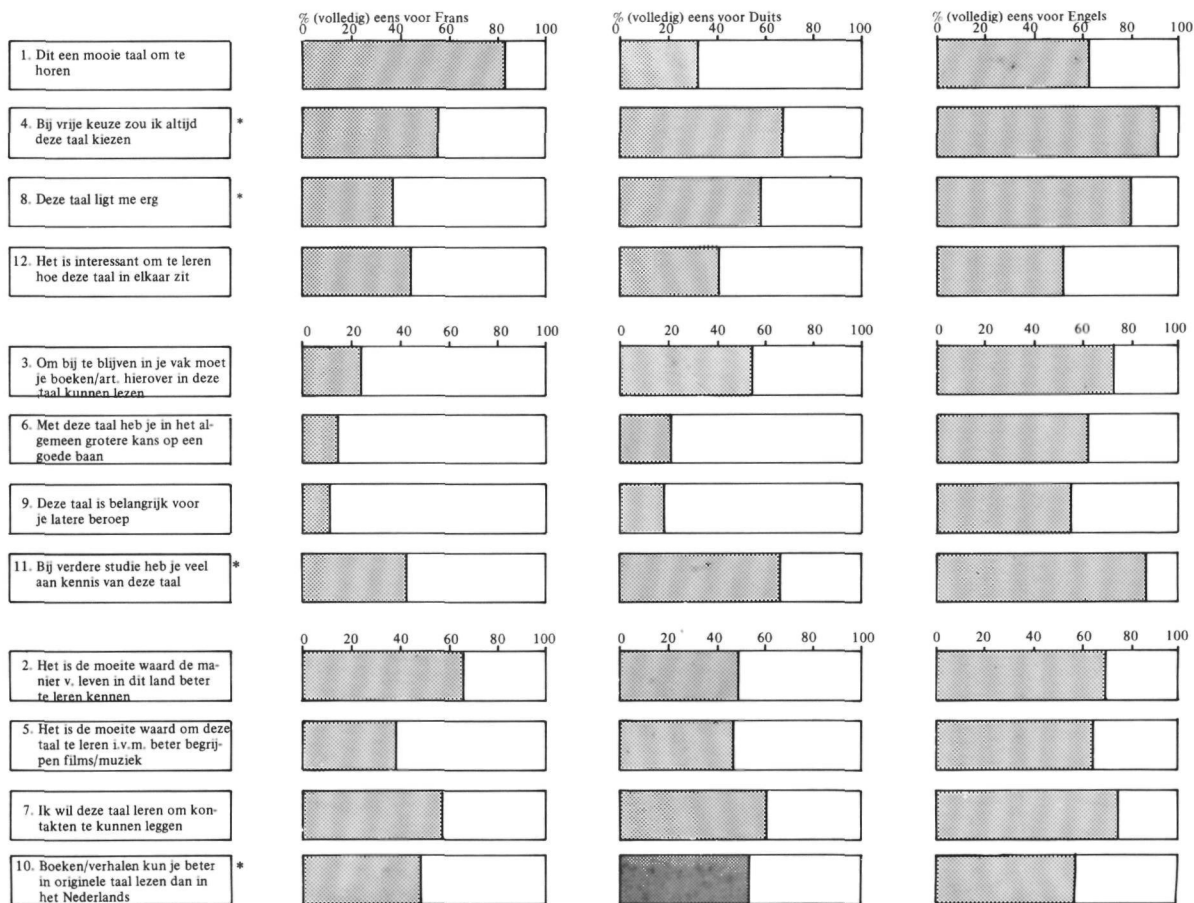 % (volledig) eens voor Frans % (volledig) eens voor Duits % (volledig) eens voor Engels
0 20 40 60 80 100 0 20 40 60 80 100 0 20 40 60 80 100
1. Dit een mooie taal om te
horen
4. Bij vrije keuze zou ik altijd *
deze taal kiezen
8. Deze taal ligt me erg *
12. Het is interessant om te leren
hoe deze taal in elkaar zit
0 20 40 60 80 100 0 20 40 60 80 100 0 20 40 60 80 100
3. Om bij te blijven in je vak moet
je boeken/art. hierover in deze
taal kunnen lezen
6. Met deze taal heb je in het al-
gemeen grotere kans op een
goede baan
9. Deze taal is belangrijk voor
je latere beroep
11. Bij verdere studie heb je veel *
aan kennis van deze taal
0 20 40 60 80 100 0 20 40 60 80 100 0 20 40 60 80 100
2. Het is de moeite waard de ma-
nier v. leven in dit land beter
te leren kennen
5. Het is de moeite waard om deze
taal te leren i.v.m. beter begrij-
pen films/muziek
7. Ik wil deze taal leren om kon-
takten te kunnen leggen
10. Boeken/verhalen kun je beter *
in originele taal lezen dan in
het Nederlands